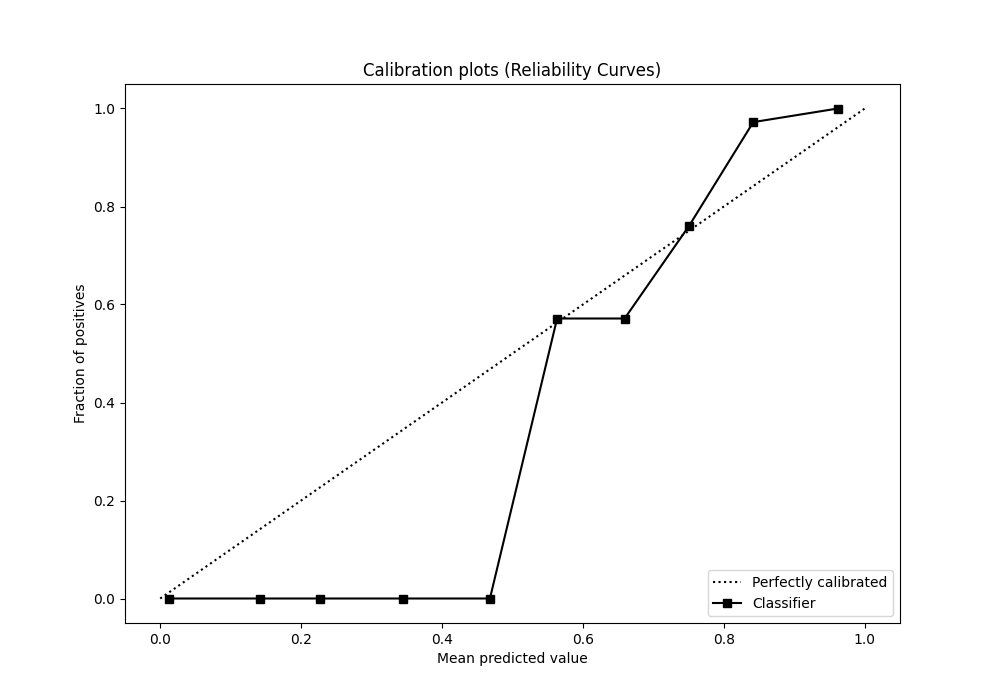 Calibration plots (Reliability Curves)
1.0
0.8
0.6
0.4
0.2
0.0
Fraction of positives
0.0 0.2 0.4 0.6 0.8 1.0
Mean predicted value
Perfectly calibrated
Classifier